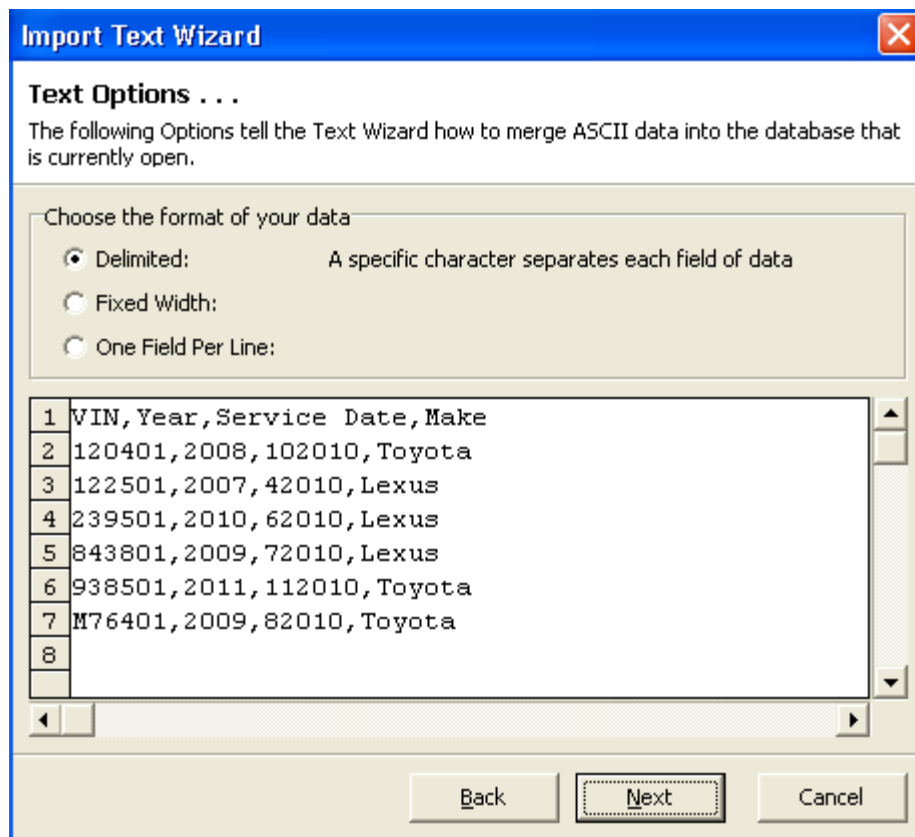 Import Text Wizard
Text Options . . .
The following Options tell the Text Wizard how to merge ASCII data into the database that
is currently open.
Choose the format of your data
Delimited: A specific character separates each field of data
Fixed Width:
One Field Per Line:
1 VIN,Year,Service Date,Make
2 120401,2008,102010,Toyota
3 122501,2007,42010,Lexus
4 239501,2010,62010,Lexus
5 843801,2009,72010,Lexus
6 938501,2011,112010,Toyota
7 M76401,2009,82010,Toyota
8
Back Next Cancel